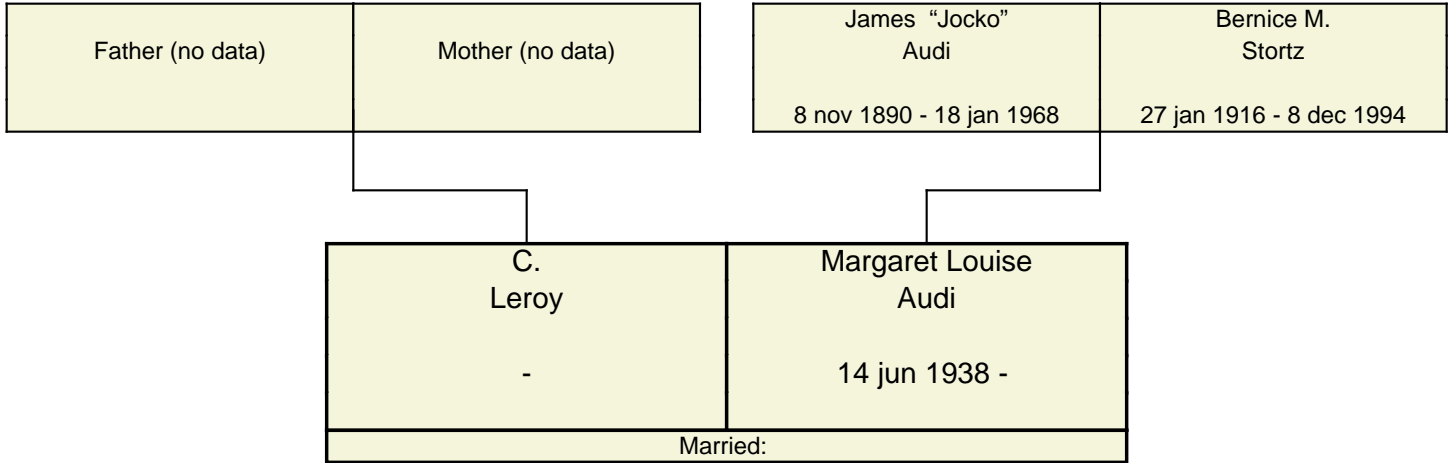 Father (no data)
Mother (no data)
James “Jocko”
Audi
8 nov 1890 - 18 jan 1968
Bernice M.
Stortz
27 jan 1916 - 8 dec 1994
C.
Leroy
-
Margaret Louise
Audi
14 jun 1938 -
Married: